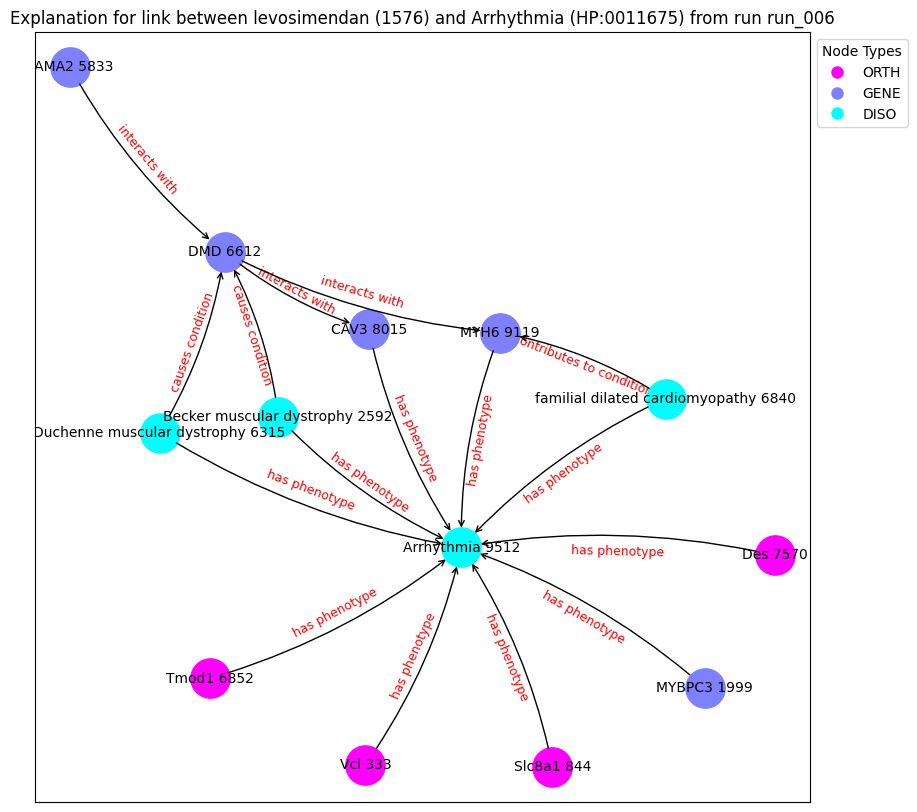 Explanation for link between levosimendan (1576) and Arrhythmia (HP:0011675) from run run_006
Node Types
ORTH
GENE
DISO
AMA2 5833
interacts with
DMD 6612
interacts with
interacts with
CAV3 8015
MYH6 9119
causes condition
causes condition
ontributes to condition
familial dilated cardiomyopathy 6840
Becker muscular dystrophy 2592
Duchenne muscular dystrophy 6315
has phenotype
has phenotype
has phenotype
has phenotype
has phenotype
Arrhythmia 9512
has phenotype
Des 7570
has phenotype
has phenotype
has phenotype
has phenotype
Tmod1 6852
MYBPC3 1999
Vcl 333
Slc8a1 844